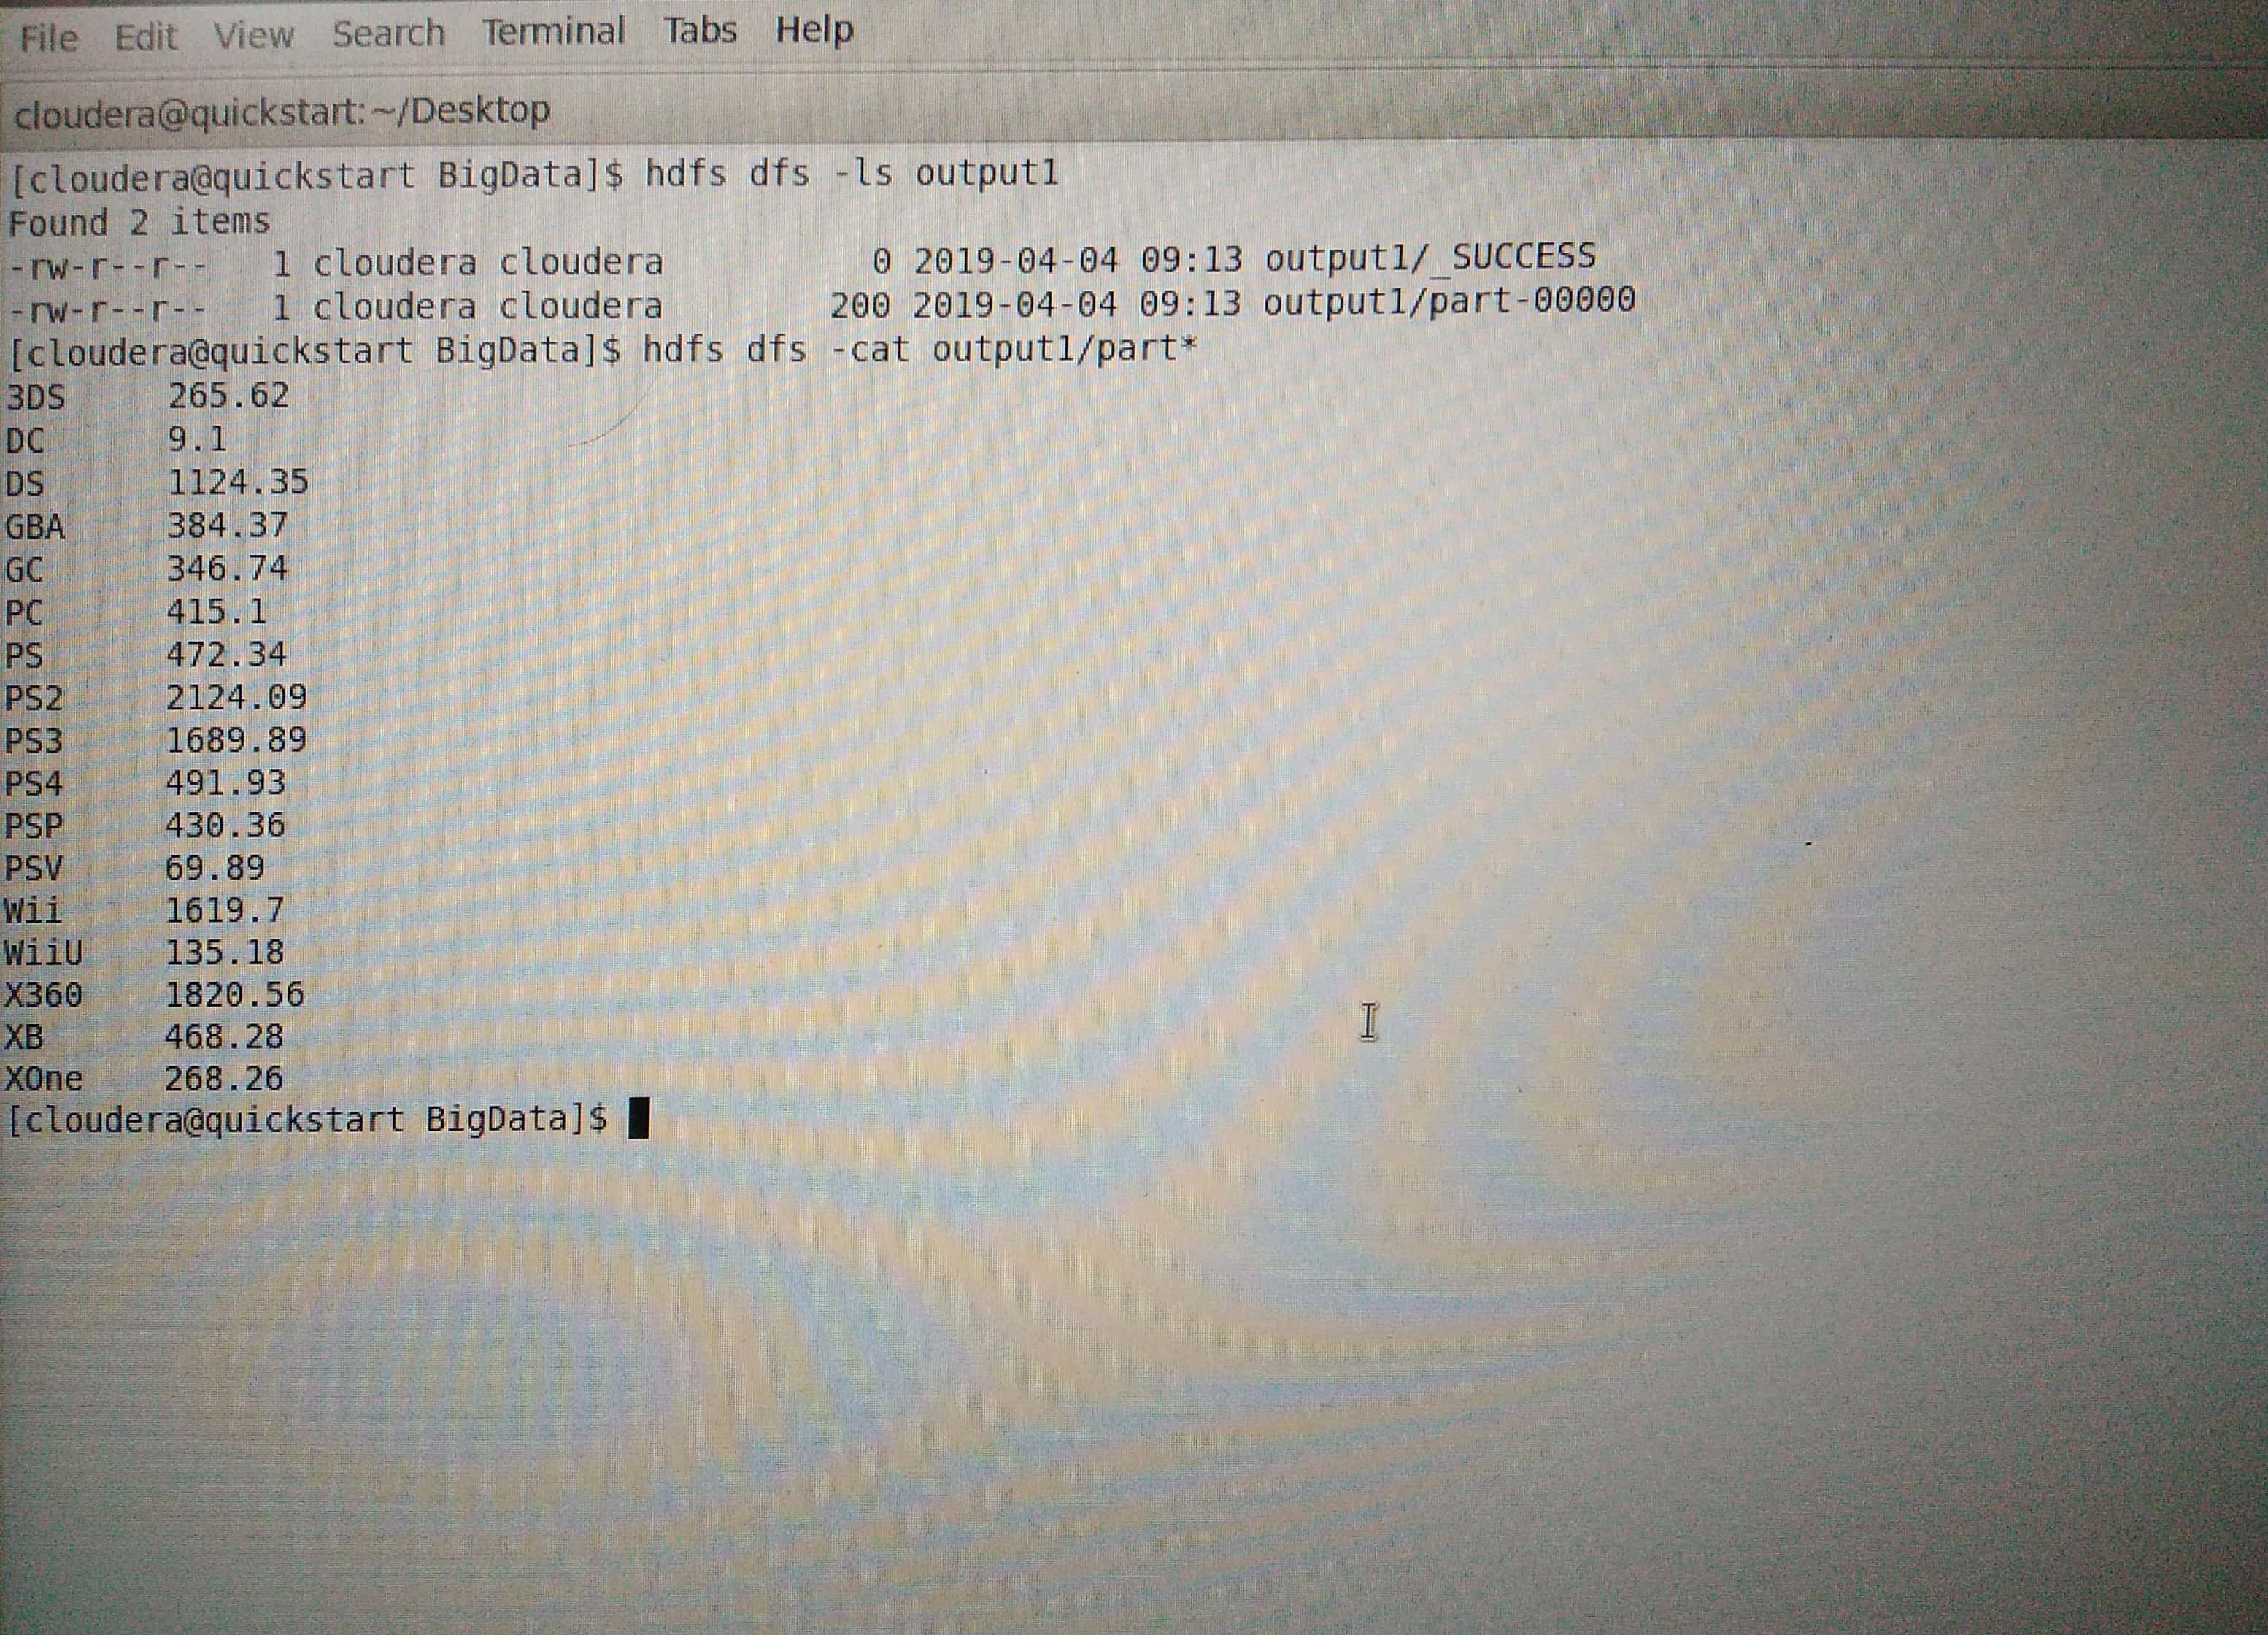 File Edit View Search Terminal Tabs Help
cloudera@quickstart:~/Desktop
[cloudera@quickstart BigData]$ hdfs dfs -ls output1
Found 2 items
-rw-r--r--   1 cloudera cloudera          0 2019-04-04 09:13 output1/_SUCCESS
-rw-r--r--   1 cloudera cloudera        200 2019-04-04 09:13 output1/part-00000
[cloudera@quickstart BigData]$ hdfs dfs -cat output1/part*
3DS     265.62
DC      9.1
DS      1124.35
GBA     384.37
GC      346.74
PC      415.1
PS      472.34
PS2     2124.09
PS3     1689.89
PS4     491.93
PSP     430.36
PSV     69.89
Wii     1619.7
WiiU    135.18
X360    1820.56
XB      468.28
XOne    268.26
[cloudera@quickstart BigData]$